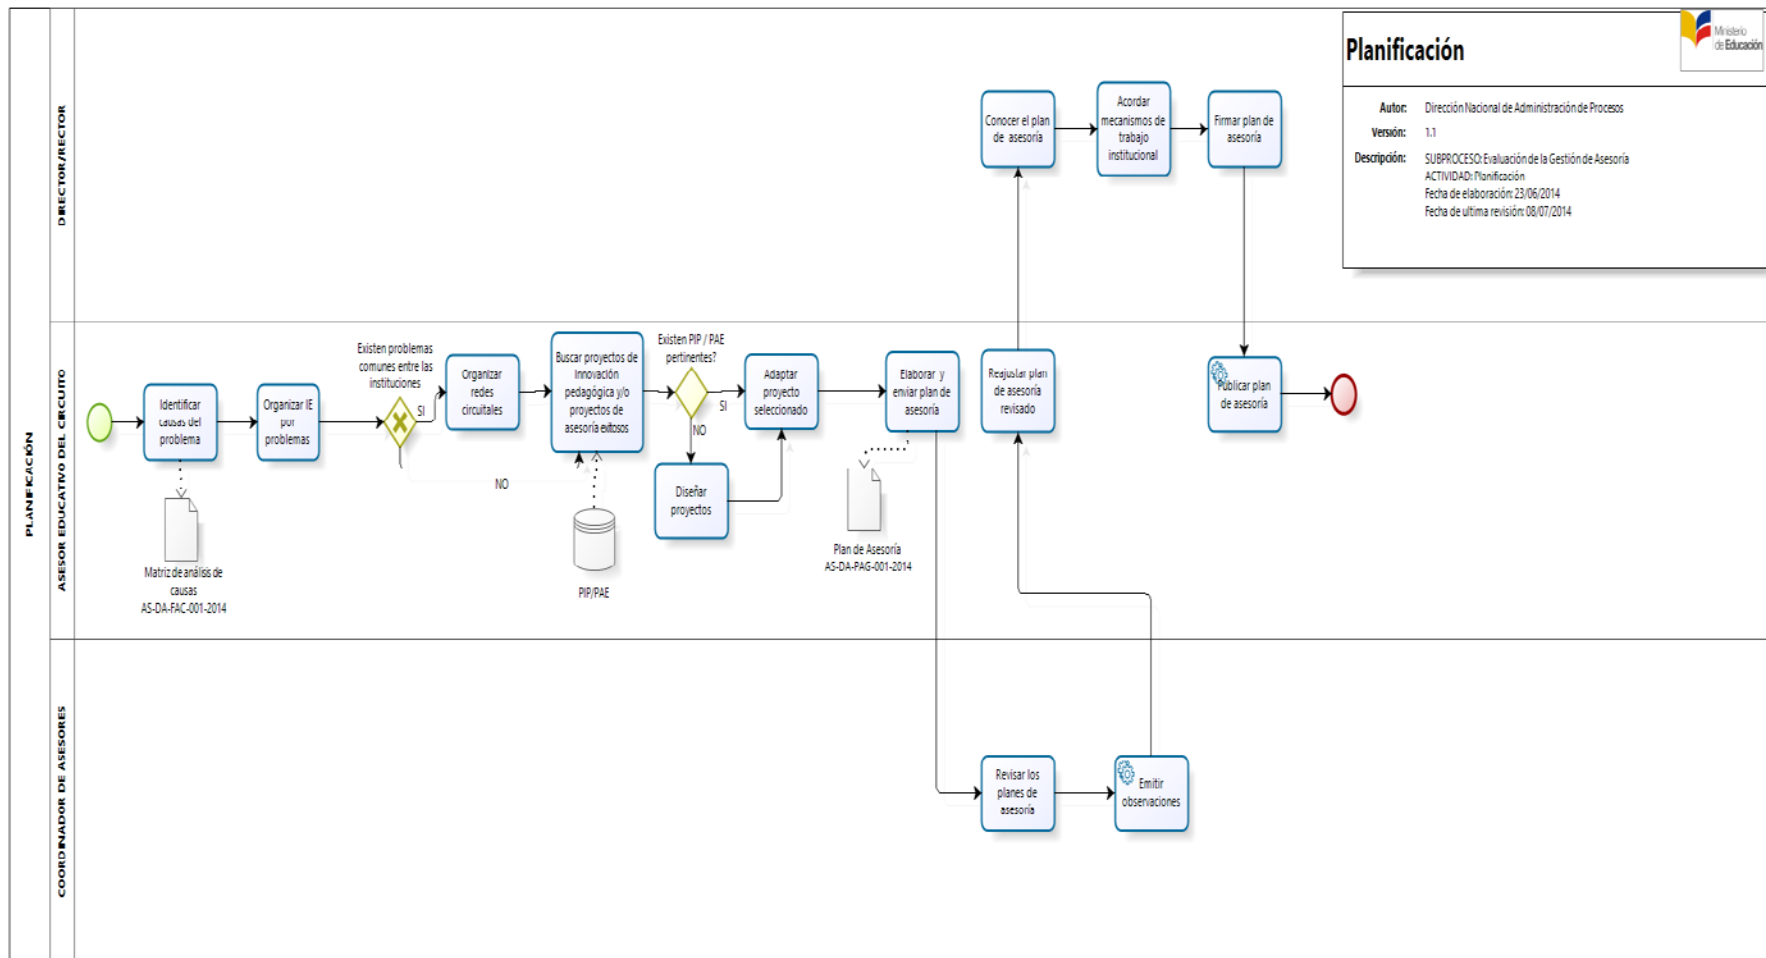 PLANIFICACIÓN
DIRECTOR/RECTOR
Conocer el plan
de asesoría
Acordar
mecanismos de
trabajo
institucional
Firmar plan de
asesoría
Planificación
Ministerio
de Educación
Autor: Dirección Nacional de Administración de Procesos
Versión: 1.1
Descripción: SUBPROCESO: Evaluación de la Gestión de Asesoría
ACTIVIDAD: Planificación
Fecha de elaboración: 23/06/2014
Fecha de ultima revisión: 08/07/2014
ASESOR EDUCATIVO DEL CIRCUITO
Identificar
causas del
problema
Matriz de análisis de
causas
AS-DA-FAC-001-2014
Organizar IE
por
problemas
Existen problemas
comunes entre las
instituciones
SI
NO
Organizar
redes
circuitales
Buscar proyectos de
Innovación
pedagógica y/o
proyectos de
asesoría exitosos
PIP/PAE
Existen PIP / PAE
pertinentes?
SI
NO
Diseñar
proyectos
Adaptar
proyecto
seleccionado
Elaborar y
enviar plan de
asesoría
Plan de Asesoría
AS-DA-PAG-001-2014
Reajustar plan
de asesoría
revisado
Publicar plan
de asesoría
COORDINADOR DE ASESORES
Revisar los
planes de
asesoría
Emitir
observaciones